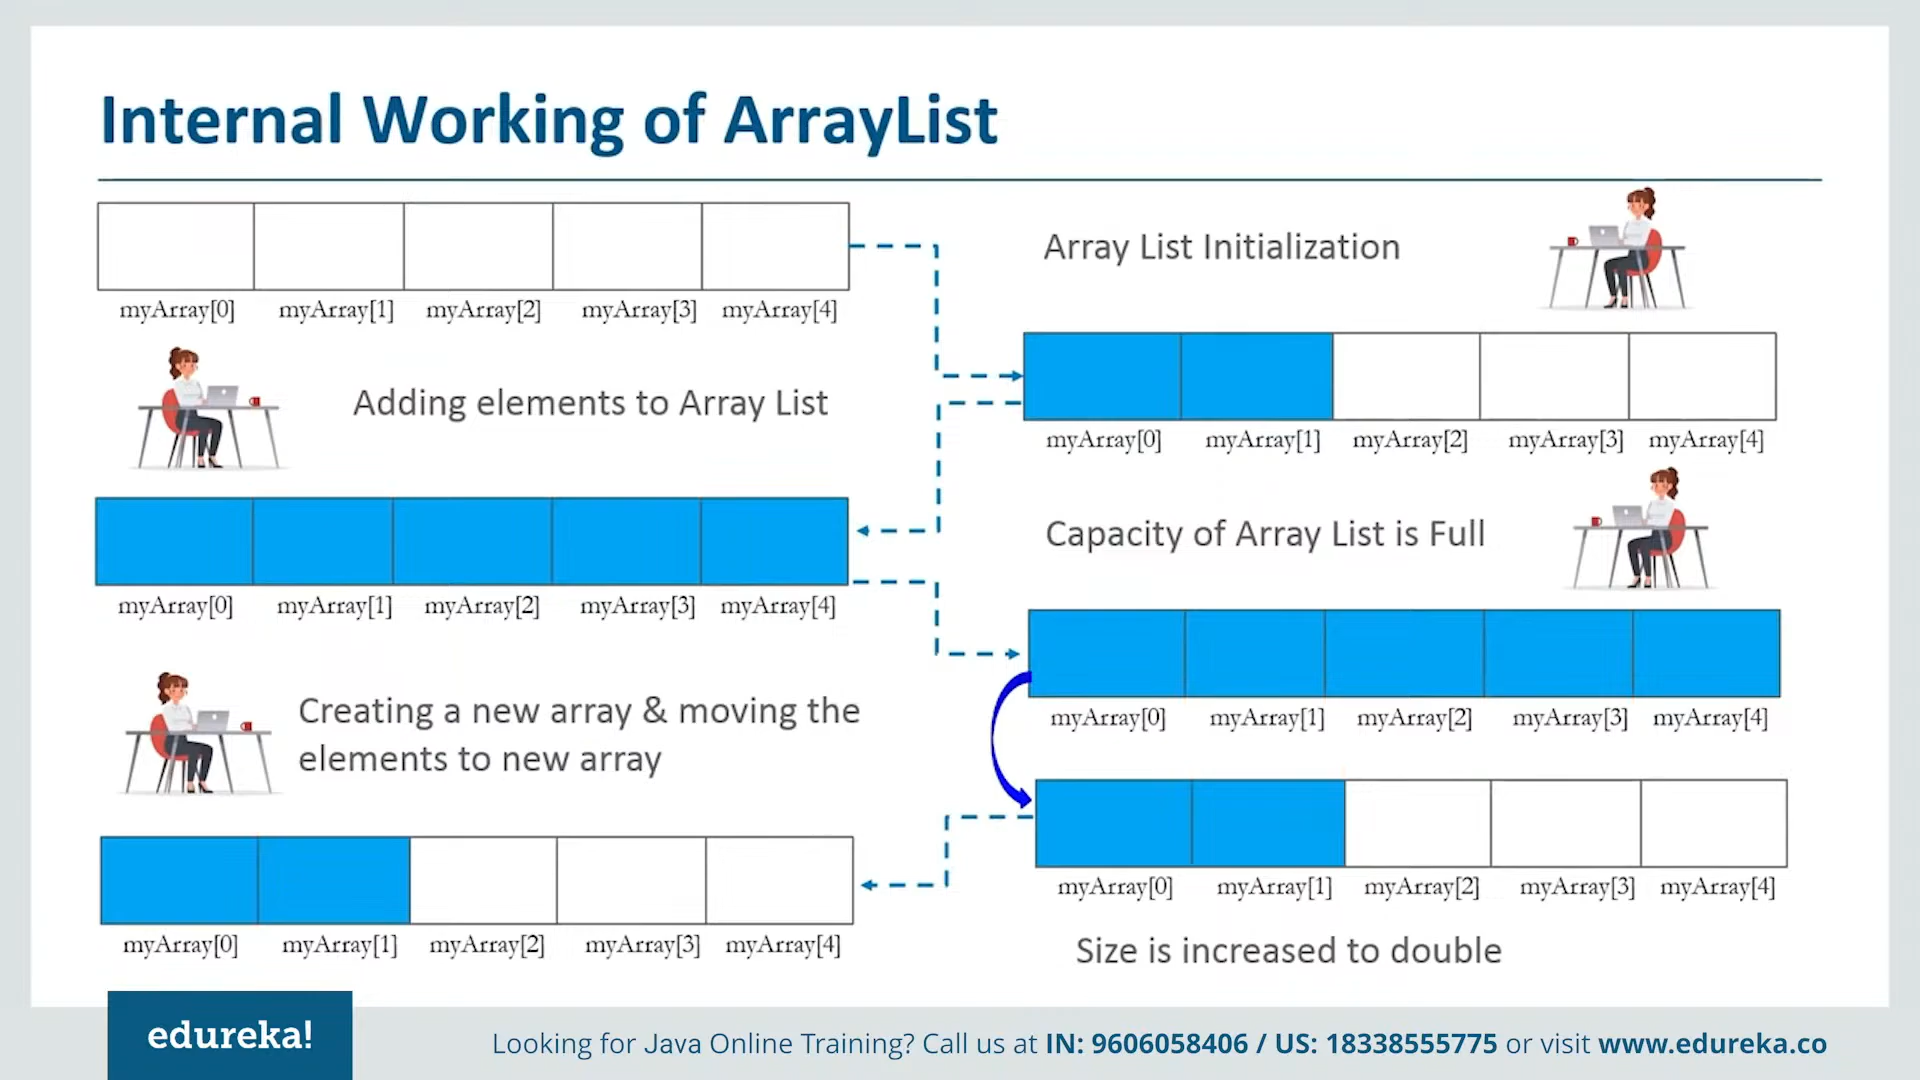 Internal Working of ArrayList
Array List Initialization
myArray[0] myArray[1] myArray[2] myArray[3] myArray[4]
Adding elements to Array List
myArray[0] myArray[1] myArray[2] myArray[3] myArray[4]
Capacity of Array List is Full
myArray[0] myArray[1] myArray[2] myArray[3] myArray[4]
Creating a new array & moving the
elements to new array
myArray[0] myArray[1] myArray[2] myArray[3] myArray[4]
myArray[0] myArray[1] myArray[2] myArray[3] myArray[4]
myArray[0] myArray[1] myArray[2] myArray[3] myArray[4]
Size is increased to double
edureka!
Looking for Java Online Training? Call us at IN: 9606058406 / US: 18338555775 or visit www.edureka.co